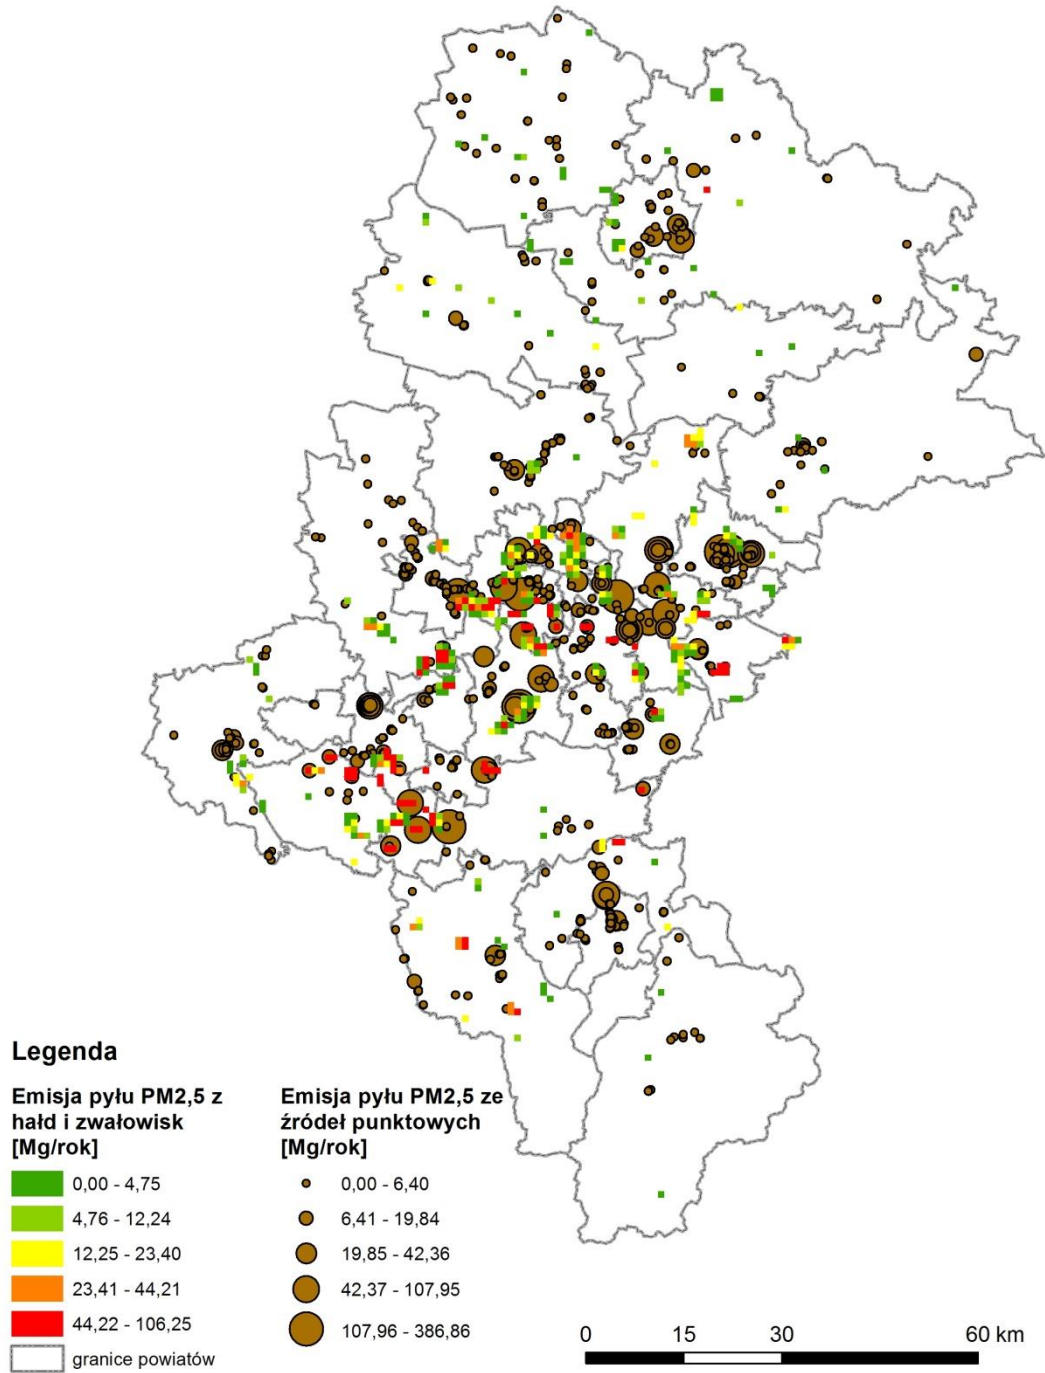 Legenda
Emisja pyłu PM2,5 z
hałd i zwałowisk
[Mg/rok]
0,00 - 4,75
4,76 - 12,24
12,25 - 23,40
23,41 - 44,21
44,22 - 106,25
granice powiatów
Emisja pyłu PM2,5 ze
źródeł punktowych
[Mg/rok]
0,00 - 6,40
6,41 - 19,84
19,85 - 42,36
42,37 - 107,95
107,96 - 386,86
0 15 30 60 km